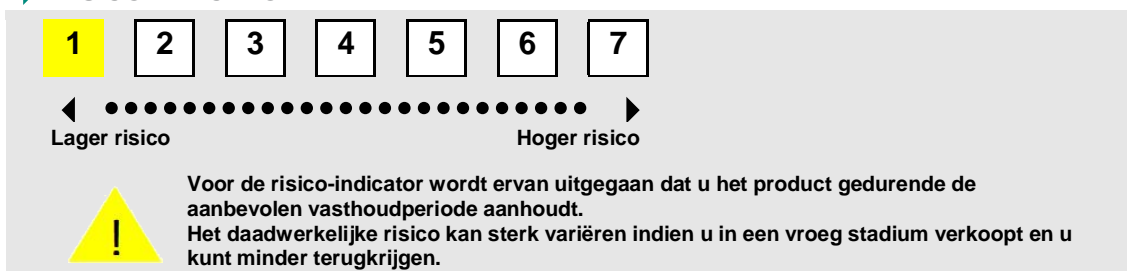 1 2 3 4 5 6 7
Lager risico Hoger risico
Voor de risico-indicator wordt ervan uitgegaan dat u het product gedurende de
aanbevolen vasthoudperiode aanhoudt.
Het daadwerkelijke risico kan sterk variëren indien u in een vroeg stadium verkoopt en u
kunt minder terugkrijgen.
!